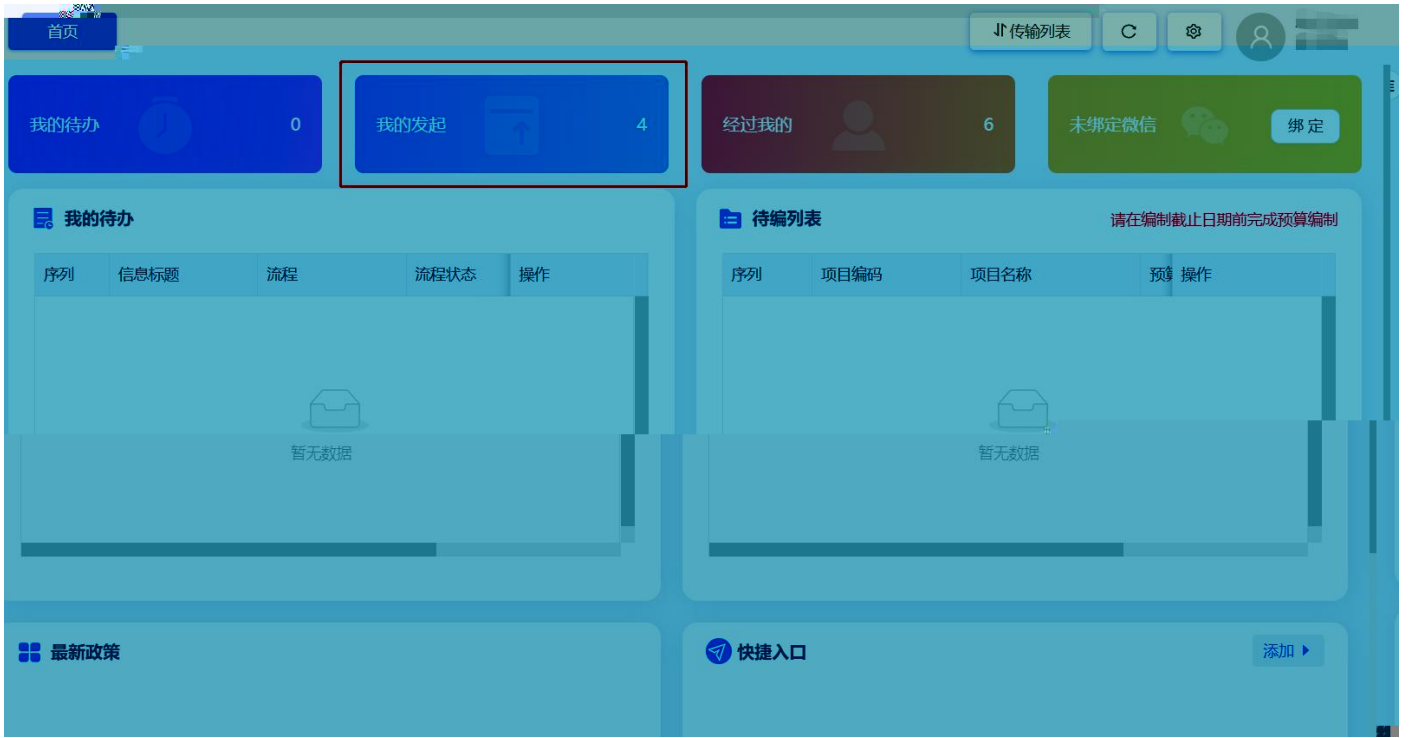 首页
传输列表
我的待办 0
我的发起 4
经过我的 6
未绑定微信 绑定
我的待办
待编列表 请在编制截止日期前完成预算编制
序列 信息标题 流程 流程状态 操作
序列 项目编码 项目名称 预算 操作
暂无数据
暂无数据
最新政策
快捷入口 添加